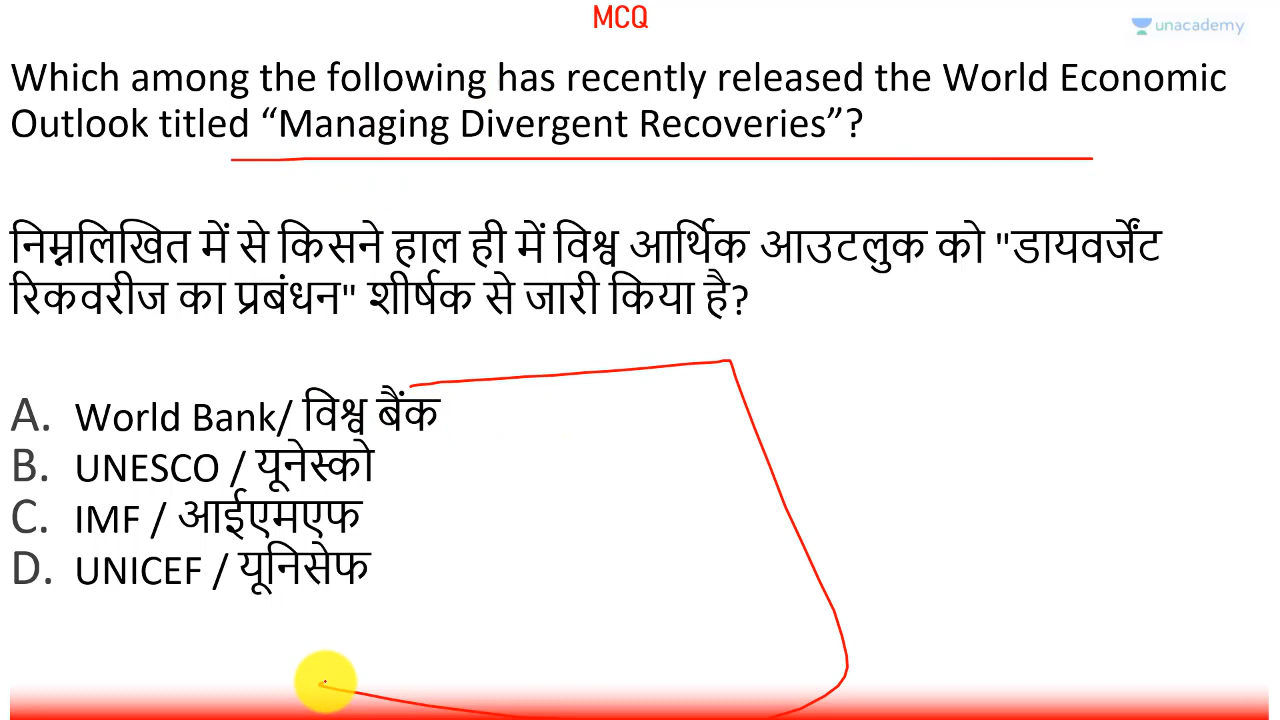 MCQ
unacademy
Which among the following has recently released the World Economic
Outlook titled “Managing Divergent Recoveries”?
निम्नलिखित में से किसने हाल ही में विश्व आर्थिक आउटलुक को "डायवर्जेंट
रिकवरीज का प्रबंधन" शीर्षक से जारी किया है?
A. World Bank/ विश्व बैंक
B. UNESCO / यूनेस्को
C. IMF / आईएमएफ
D. UNICEF / यूनिसेफ